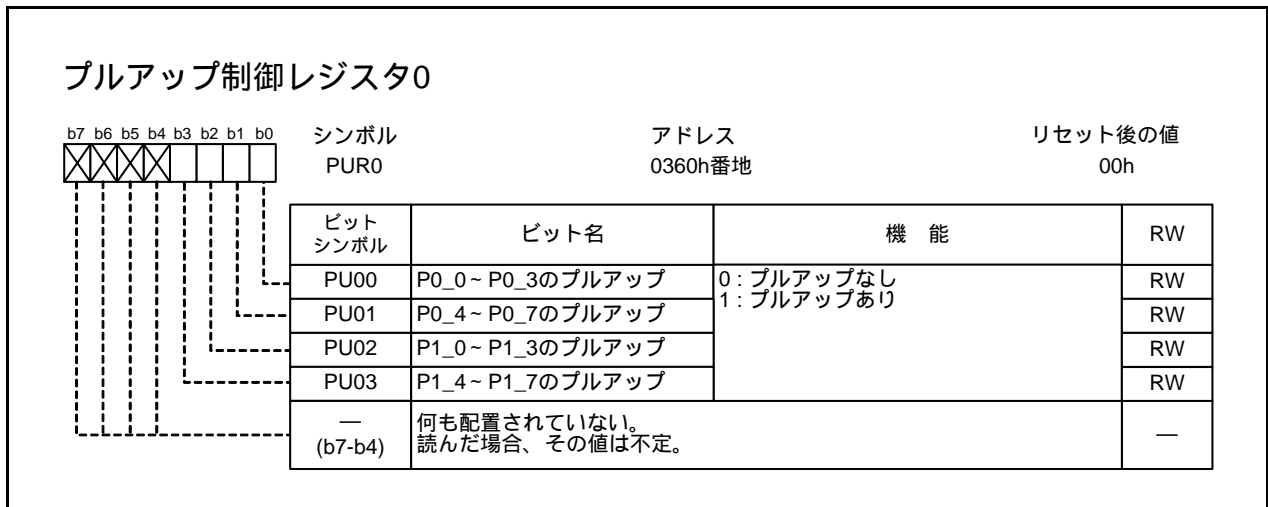 プルアップ制御レジスタ0
b7 b6 b5 b4 b3 b2 b1 b0
シンボル アドレス リセット後の値
PUR0 0360h番地 00h
ビット
シンボル ビット名 機 能 RW
PU00 P0_0~P0_3のプルアップ 0 : プルアップなし RW
1 : プルアップあり
PU01 P0_4~P0_7のプルアップ RW
PU02 P1_0~P1_3のプルアップ RW
PU03 P1_4~P1_7のプルアップ RW
— 何も配置されていない。 —
(b7-b4) 読んだ場合、その値は不定。